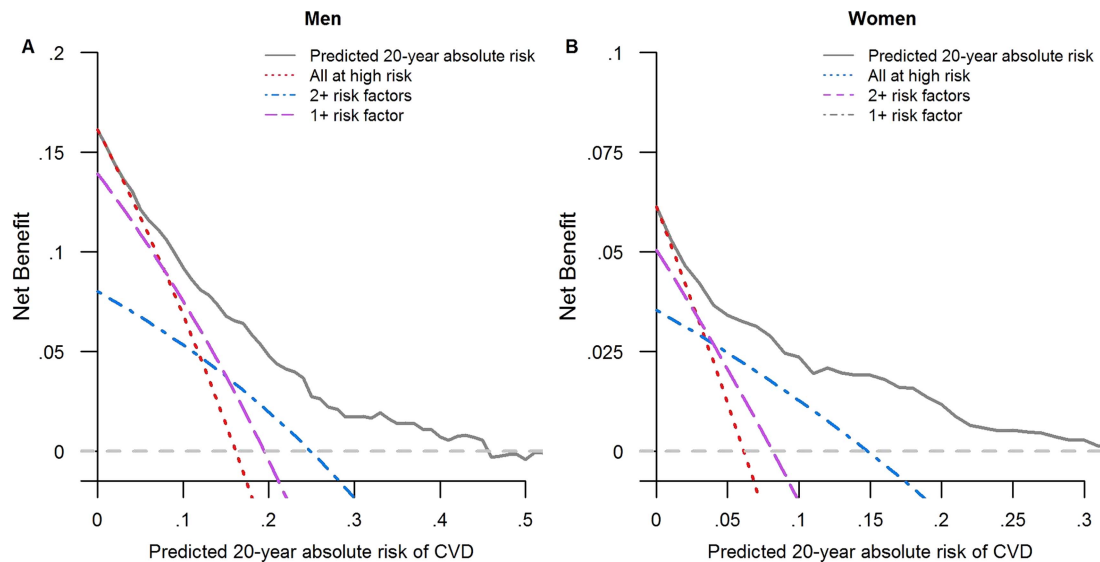 Men
A
Predicted 20-year absolute risk
All at high risk
2+ risk factors
1+ risk factor
.2
.15
.1
.05
0
Net Benefit
0 .1 .2 .3 .4 .5
Predicted 20-year absolute risk of CVD
Women
B
Predicted 20-year absolute risk
All at high risk
2+ risk factors
1+ risk factor
.1
.075
.05
.025
0
Net Benefit
0 .05 .1 .15 .2 .25 .3
Predicted 20-year absolute risk of CVD